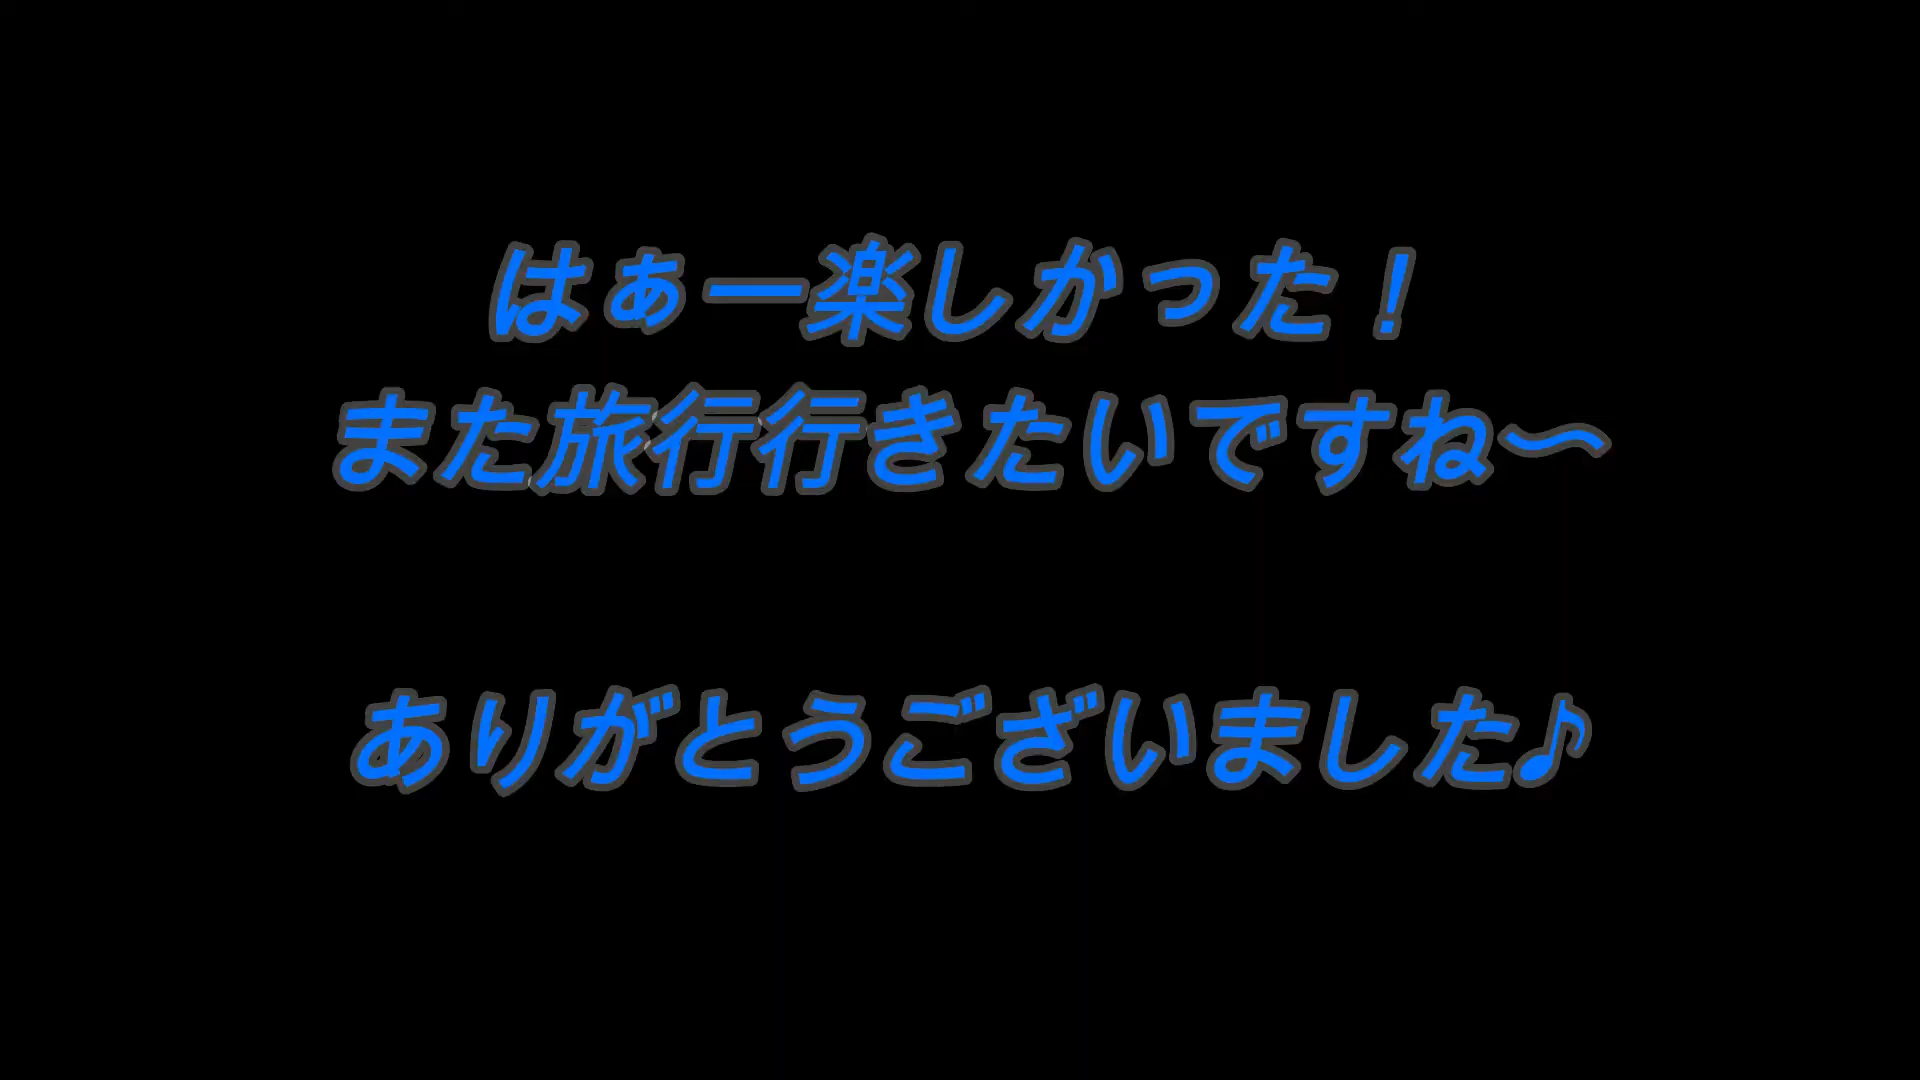 はぁー楽しかった！
また旅行行きたいですね～
ありがとうございました♪